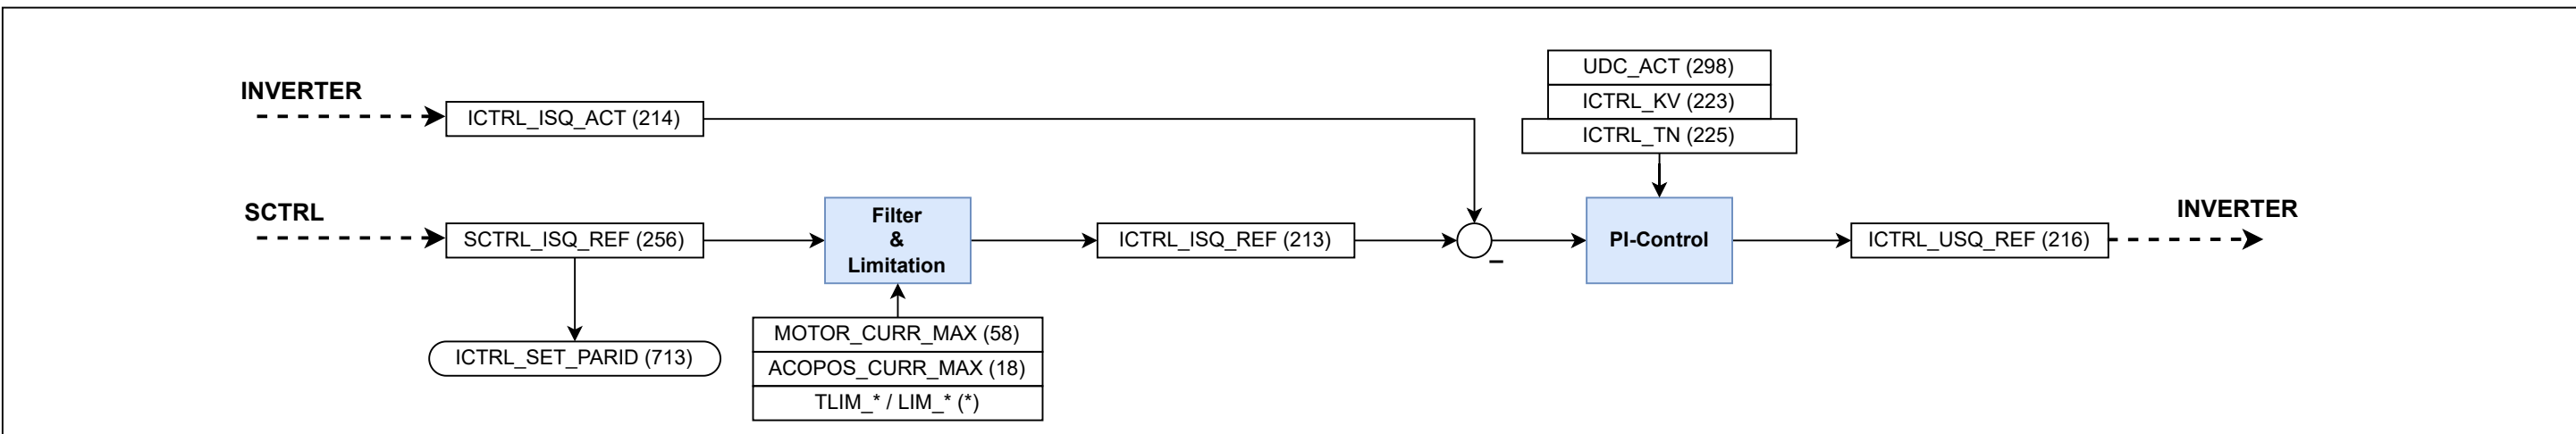 UDC_ACT (298)
INVERTER
ICTRL_KV (223)
ICTRL_ISQ_ACT (214)
ICTRL_TN (225)
SCTRL
Filter
&
Limitation
INVERTER
SCTRL_ISQ_REF (256)
ICTRL_ISQ_REF (213)
–
PI-Control
ICTRL_USQ_REF (216)
ICTRL_SET_PARID (713)
MOTOR_CURR_MAX (58)
ACOPOS_CURR_MAX (18)
TLIM_* / LIM_* (*)